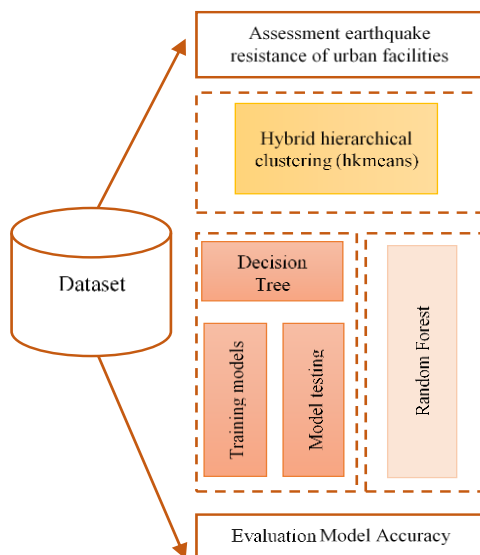 Assessment earthquake
resistance of urban facilities
Hybrid hierarchical
clustering (hkmeans)
Dataset
Decision
Tree
Training models
Model testing
Random Forest
Evaluation Model Accuracy